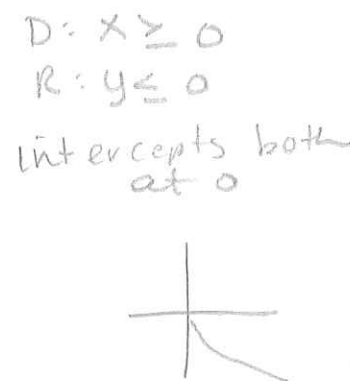 D: x ≥ 0
R: y ≤ 0
intercepts both
at 0